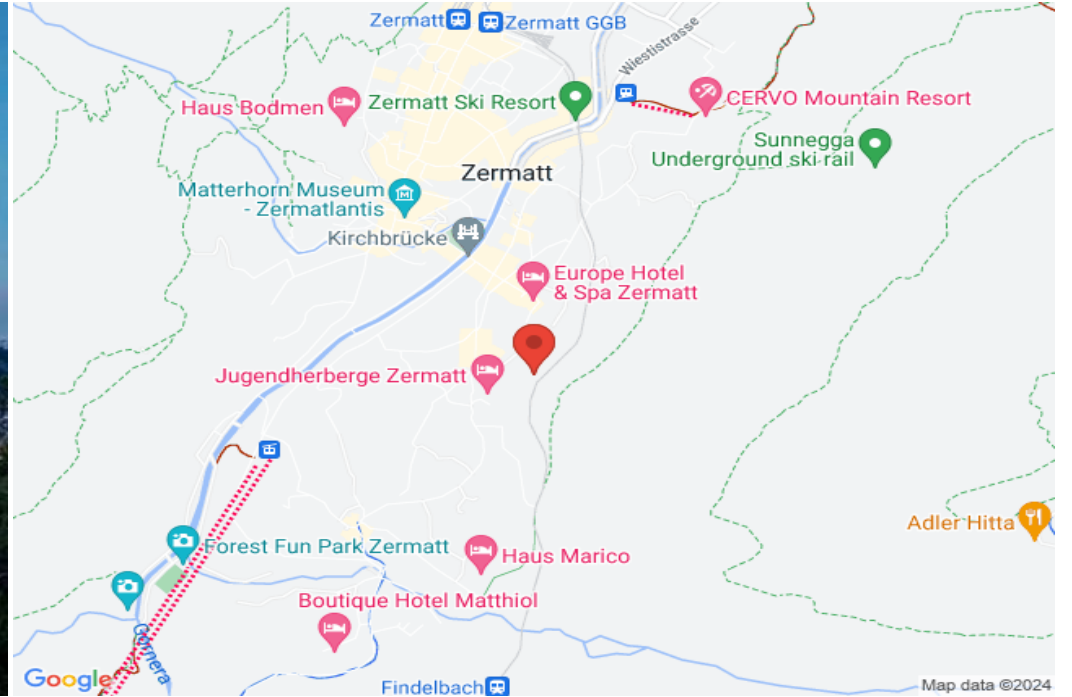 Zermatt
Zermatt GGB
Wiestistrasse
Haus Bodmen
Zermatt Ski Resort
CERVO Mountain Resort
Sunnegga
Underground ski rail
Zermatt
Matterhorn Museum
- Zermatlantis
Kirchbrücke
Europe Hotel
& Spa Zermatt
Jugendherberge Zermatt
Adler Hitta
Forest Fun Park Zermatt
Haus Marico
Boutique Hotel Matthiol
Gornera
Google
Findelbach
Map data ©2024